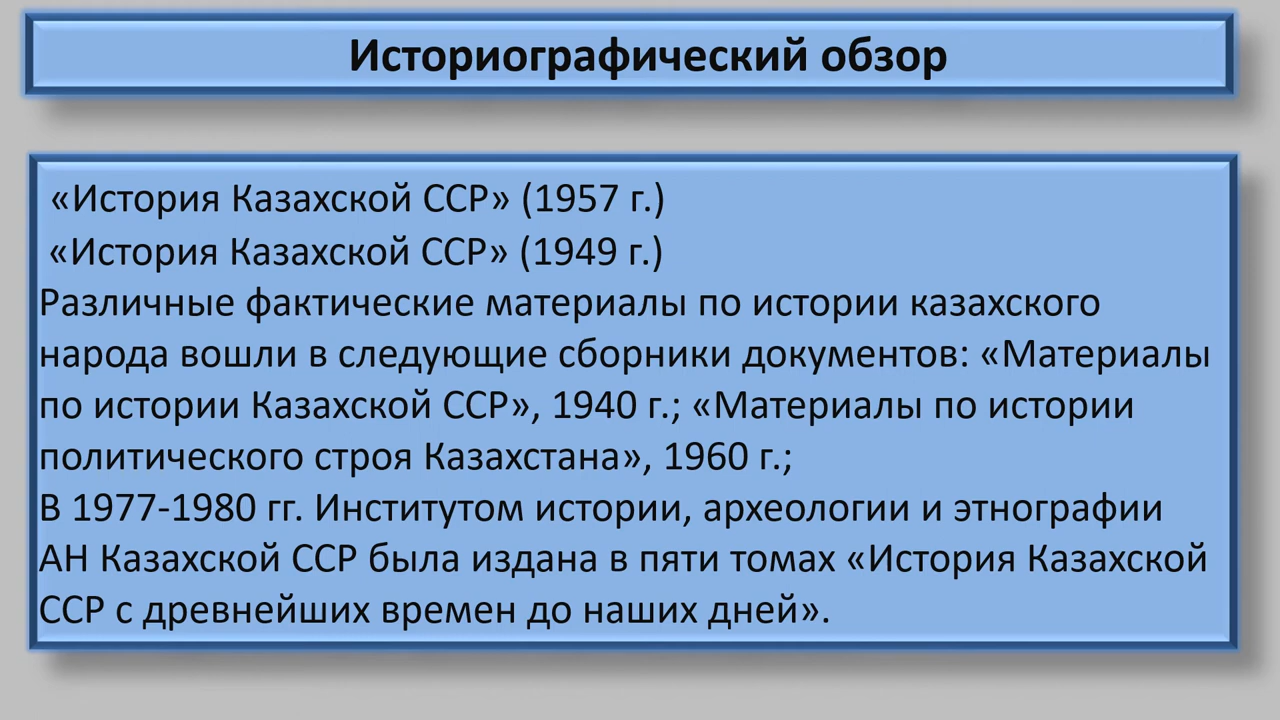 Историографический обзор
«История Казахской ССР» (1957 г.)
«История Казахской ССР» (1949 г.)
Различные фактические материалы по истории казахского
народа вошли в следующие сборники документов: «Материалы
по истории Казахской ССР», 1940 г.; «Материалы по истории
политического строя Казахстана», 1960 г.;
В 1977-1980 гг. Институтом истории, археологии и этнографии
АН Казахской ССР была издана в пяти томах «История Казахской
ССР с древнейших времен до наших дней».